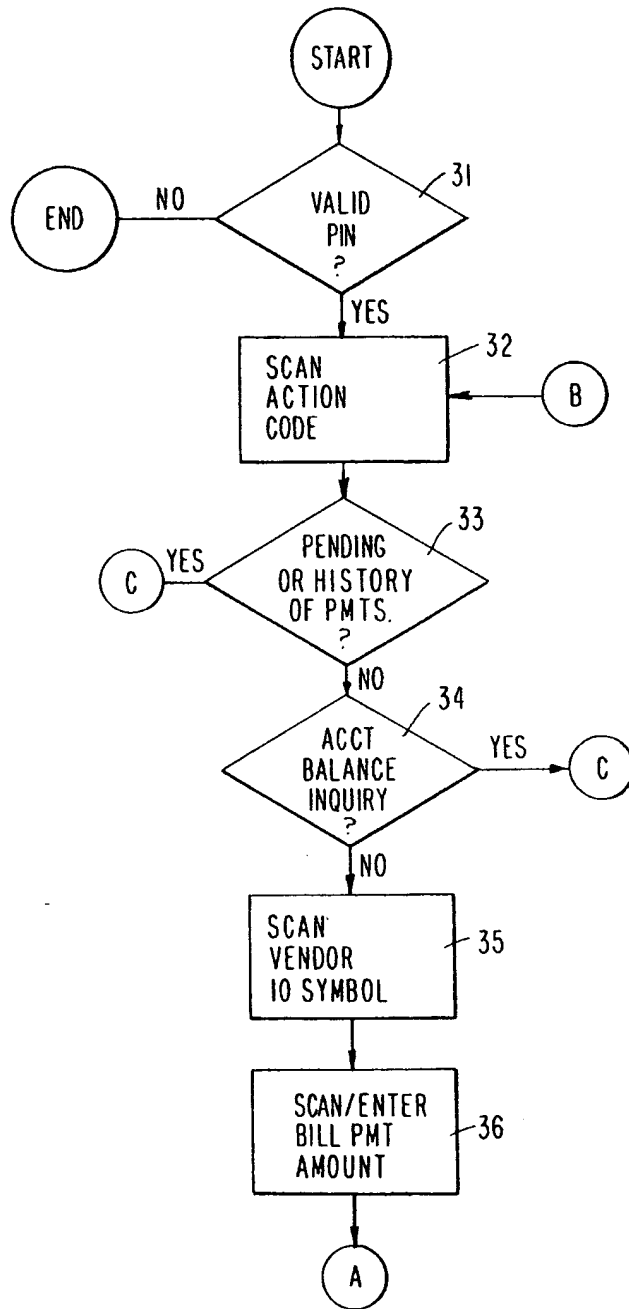 START
31
NO
END
VALID
PIN
?
YES
32
SCAN
ACTION
CODE
B
33
YES
C
PENDING
OR HISTORY
OF PMTS.
?
NO
34
ACCT
BALANCE
INQUIRY
?
YES
C
NO
SCAN
VENDOR
IO SYMBOL
35
SCAN/ENTER
BILL PMT
AMOUNT
36
A